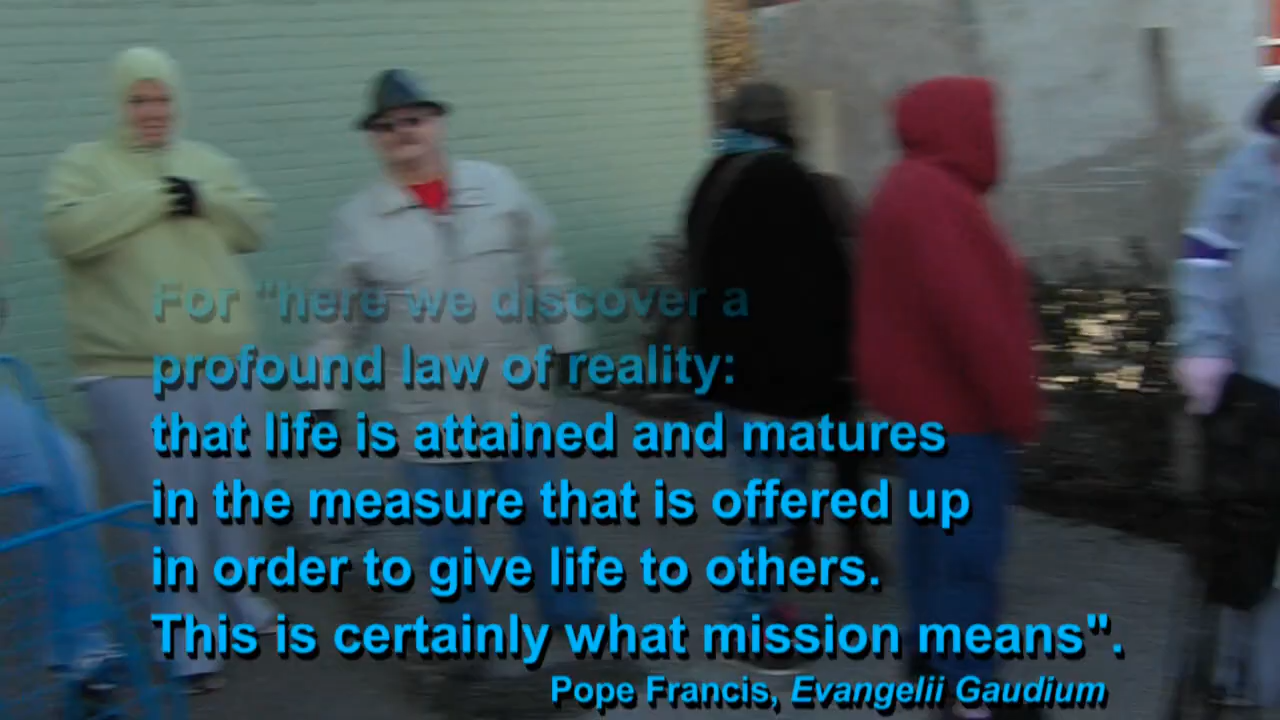 For "here we discover a
profound law of reality:
that life is attained and matures
in the measure that is offered up
in order to give life to others.
This is certainly what mission means".
Pope Francis, Evangelii Gaudium